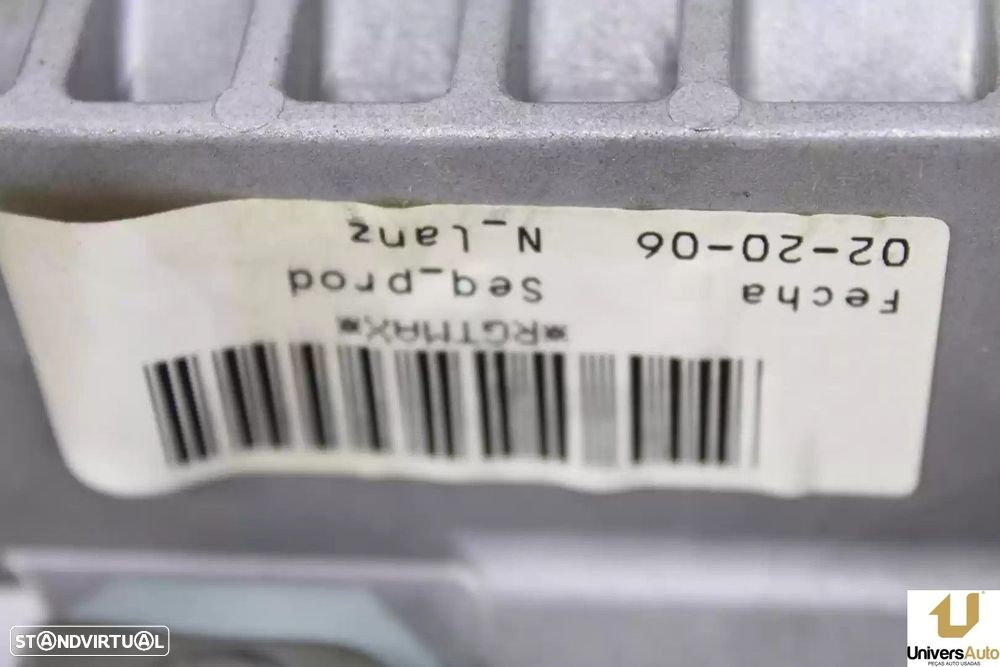 *RGTMAX*
Fecha Seq_prod
02-20-06 N_lanz
STANDVIRTUAL
UniversAuto
PEÇAS AUTO USADAS